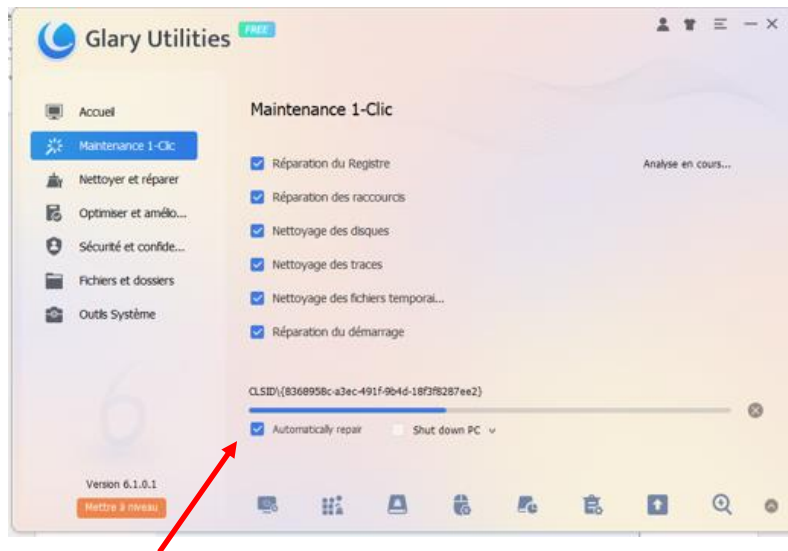 Glary Utilities FREE
Accueil
Maintenance 1-Clic
Nettoyer et réparer
Optimiser et amélio...
Sécurité et confide...
Fichiers et dossiers
Outils Système
Version 6.1.0.1
Mettre à niveau
Maintenance 1-Clic
Réparation du Registre
Analyse en cours...
Réparation des raccourcis
Nettoyage des disques
Nettoyage des traces
Nettoyage des fichiers temporai...
Réparation du démarrage
CLSID\{8368958c-a3ec-491f-9b4d-18f3f8287ee2}
Automatically repair Shut down PC